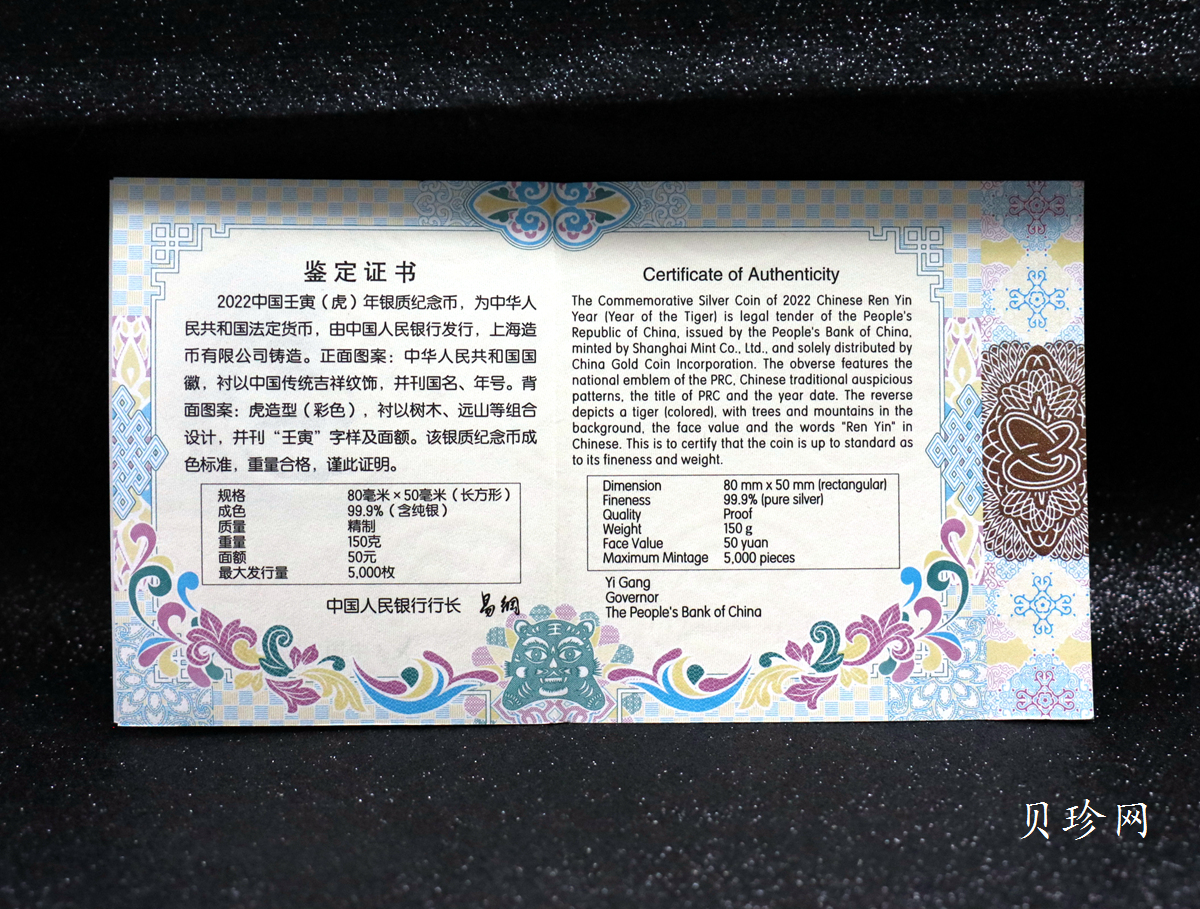 鉴定证书
2022中国壬寅（虎）年银质纪念币，为中华人
民共和国法定货币，由中国人民银行发行，上海造
币有限公司铸造。正面图案：中华人民共和国国
徽，衬以中国传统吉祥纹饰，并刊国名、年号。背
面图案：虎造型（彩色），衬以树木、远山等组合
设计，并刊“壬寅”字样及面额。该银质纪念币成
色标准，重量合格，谨此证明。
规格 80毫米×50毫米（长方形）
成色 99.9%（含纯银）
质量 精制
重量 150克
面额 50元
最大发行量 5,000枚
中国人民银行行长 易纲
Certificate of Authenticity
The Commemorative Silver Coin of 2022 Chinese Ren Yin
Year (Year of the Tiger) is legal tender of the People's
Republic of China, issued by the People's Bank of China,
minted by Shanghai Mint Co., Ltd., and solely distributed by
China Gold Coin Incorporation. The obverse features the
national emblem of the PRC, Chinese traditional auspicious
patterns, the title of PRC and the year date. The reverse
depicts a tiger (colored), with trees and mountains in the
background, the face value and the words "Ren Yin" in
Chinese. This is to certify that the coin is up to standard as
to its fineness and weight.
Dimension 80 mm x 50 mm (rectangular)
Fineness 99.9% (pure silver)
Quality Proof
Weight 150 g
Face Value 50 yuan
Maximum Mintage 5,000 pieces
Yi Gang
Governor
The People's Bank of China
王
贝珍网